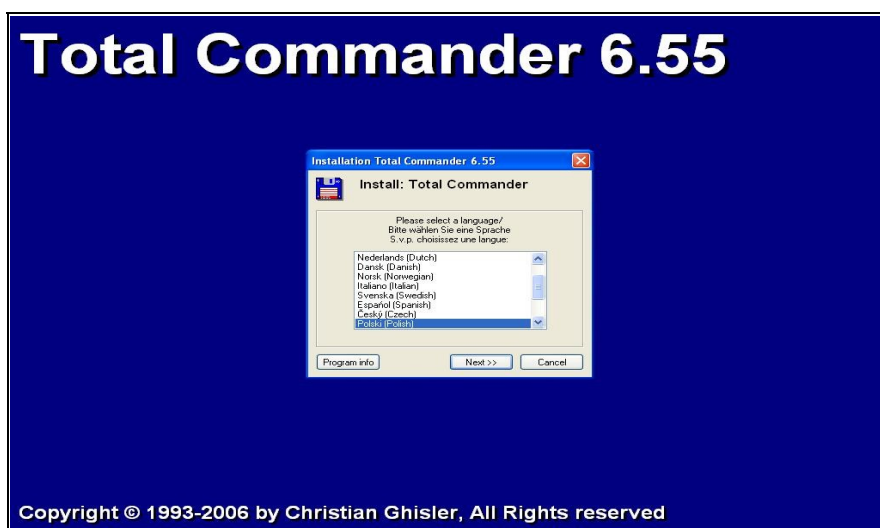 Total Commander 6.55
Installation Total Commander 6.55
Install: Total Commander
Please select a language/
Bitte wählen Sie eine Sprache
S.v.p. choisissez une langue:
Nederlands (Dutch)
Dansk (Danish)
Norsk (Norwegian)
Italiano (Italian)
Svenska (Swedish)
Español (Spanish)
Český (Czech)
Polski (Polish)
Program info
Next >>
Cancel
Copyright © 1993-2006 by Christian Ghisler, All Rights reserved